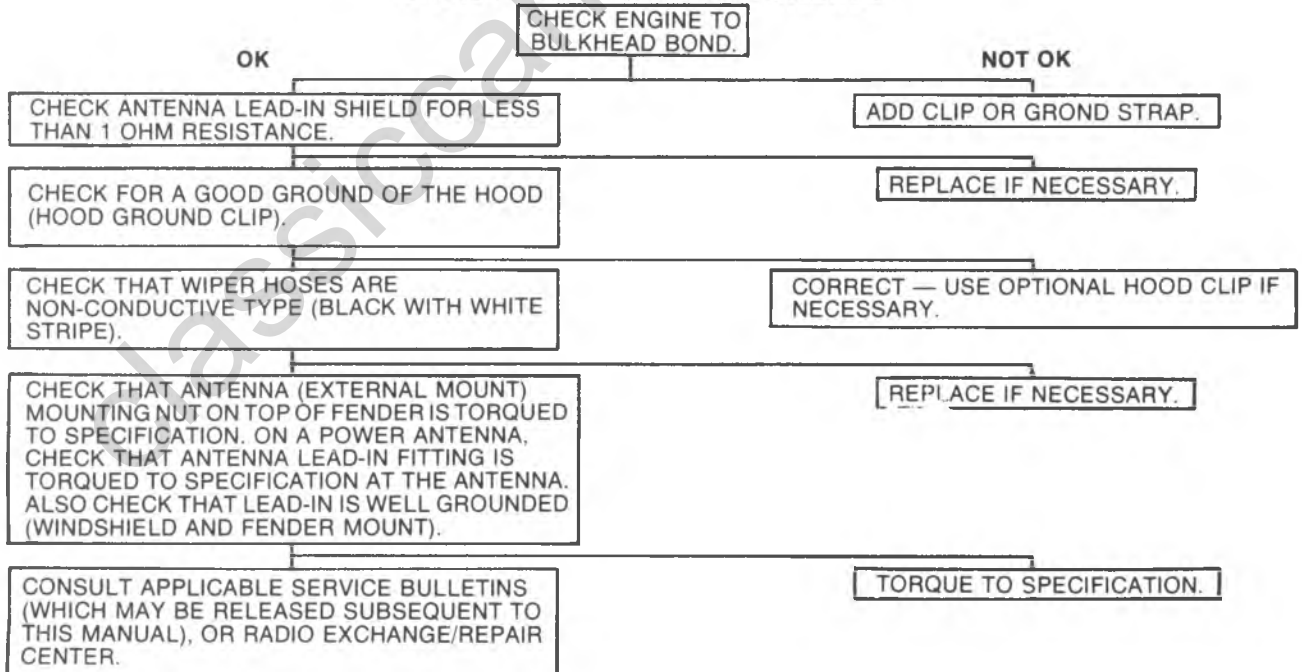 CHECK ENGINE TO
BULKHEAD BOND.
OK
NOT OK
CHECK ANTENNA LEAD-IN SHIELD FOR LESS
THAN 1 OHM RESISTANCE.
ADD CLIP OR GROND STRAP.
CHECK FOR A GOOD GROUND OF THE HOOD
(HOOD GROUND CLIP).
REPLACE IF NECESSARY.
CHECK THAT WIPER HOSES ARE
NON-CONDUCTIVE TYPE (BLACK WITH WHITE
STRIPE).
CORRECT — USE OPTIONAL HOOD CLIP IF
NECESSARY.
CHECK THAT ANTENNA (EXTERNAL MOUNT)
MOUNTING NUT ON TOP OF FENDER IS TORQUED
TO SPECIFICATION. ON A POWER ANTENNA,
CHECK THAT ANTENNA LEAD-IN FITTING IS
TORQUED TO SPECIFICATION AT THE ANTENNA.
ALSO CHECK THAT LEAD-IN IS WELL GROUNDED
(WINDSHIELD AND FENDER MOUNT).
REPLACE IF NECESSARY.
CONSULT APPLICABLE SERVICE BULLETINS
(WHICH MAY BE RELEASED SUBSEQUENT TO
THIS MANUAL), OR RADIO EXCHANGE/REPAIR
CENTER.
TORQUE TO SPECIFICATION.
classicca